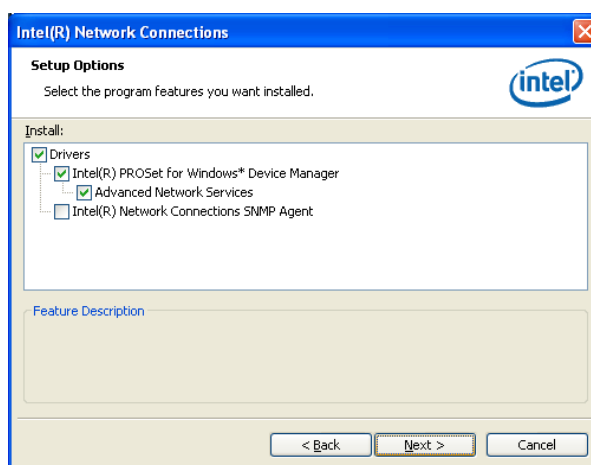 Intel(R) Network Connections
Setup Options
Select the program features you want installed.
intel
Install:
Drivers
Intel(R) PROSet for Windows* Device Manager
Advanced Network Services
Intel(R) Network Connections SNMP Agent
Feature Description
< Back
Next >
Cancel